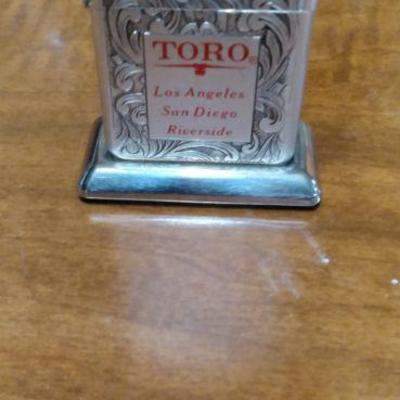 TORO®
Los Angeles
San Diego
Riverside